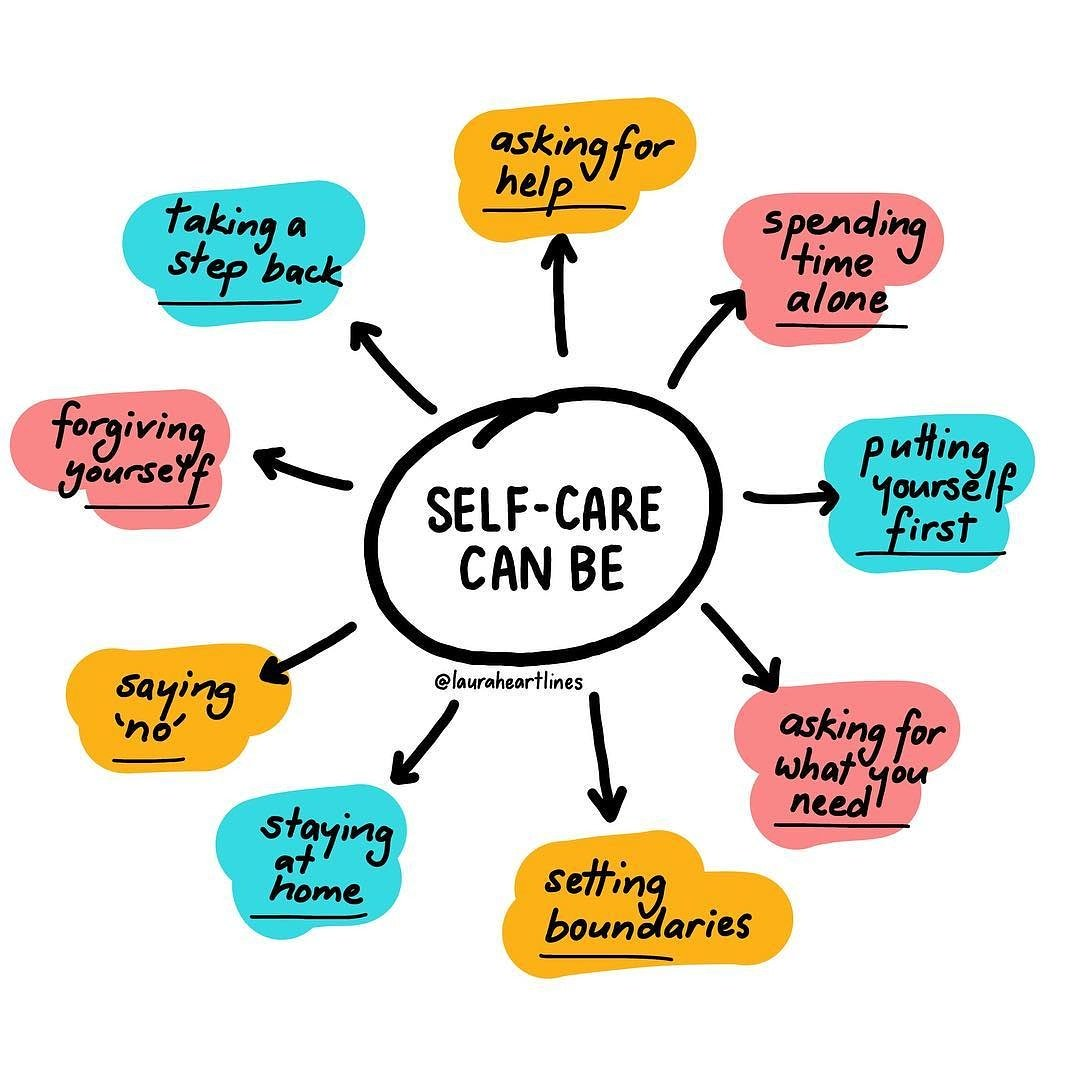 asking for
help
spending
time
alone
putting
yourself
first
asking for
what you
need
setting
boundaries
staying
at
home
saying
'no'
forgiving
yourself
taking a
step back
SELF-CARE
CAN BE
@lauraheartlines